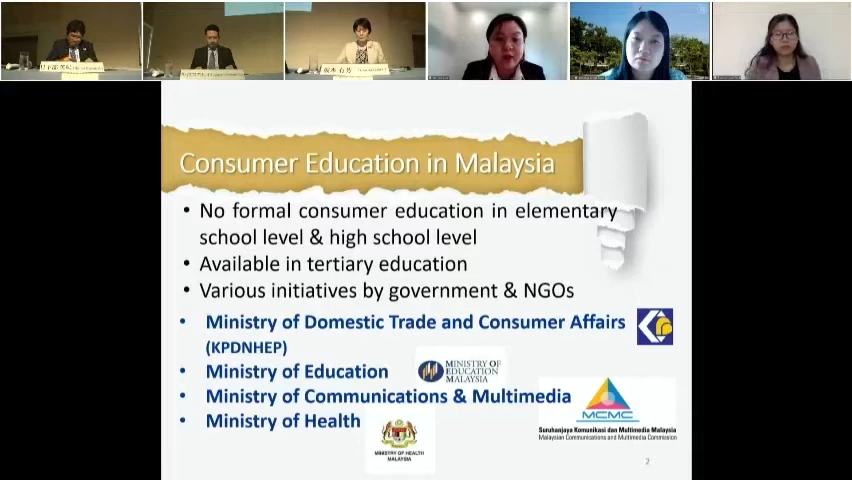 Consumer Education in Malaysia
• No formal consumer education in elementary
school level & high school level
• Available in tertiary education
• Various initiatives by government & NGOs
• Ministry of Domestic Trade and Consumer Affairs
(KPDNHEP)
• Ministry of Education
MINISTRY OF
EDUCATION
MALAYSIA
• Ministry of Communications & Multimedia
MCMC
Suruhanjaya Komunikasi dan Multimedia Malaysia
Malaysian Communications and Multimedia Commission
• Ministry of Health
MINISTRY OF HEALTH
MALAYSIA
2